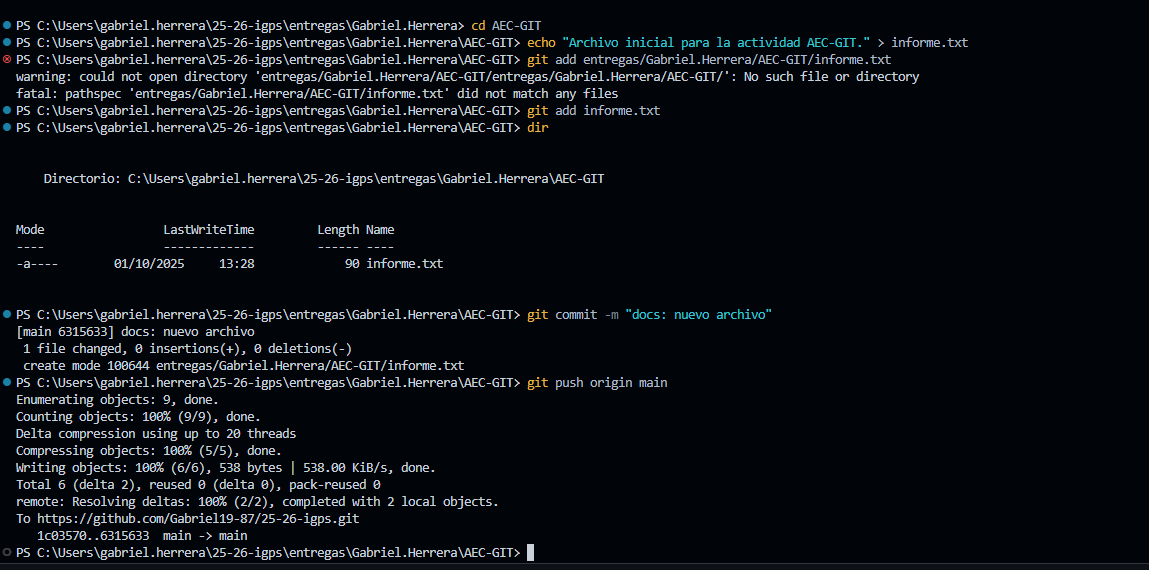 PS C:\Users\gabriel.herrera\25-26-igps\entregas\Gabriel.Herrera> cd AEC-GIT
PS C:\Users\gabriel.herrera\25-26-igps\entregas\Gabriel.Herrera\AEC-GIT> echo "Archivo inicial para la actividad AEC-GIT." > informe.txt
PS C:\Users\gabriel.herrera\25-26-igps\entregas\Gabriel.Herrera\AEC-GIT> git add entregas/Gabriel.Herrera/AEC-GIT/informe.txt
warning: could not open directory 'entregas/Gabriel.Herrera/AEC-GIT/entregas/Gabriel.Herrera/AEC-GIT/': No such file or directory
fatal: pathspec 'entregas/Gabriel.Herrera/AEC-GIT/informe.txt' did not match any files
PS C:\Users\gabriel.herrera\25-26-igps\entregas\Gabriel.Herrera\AEC-GIT> git add informe.txt
PS C:\Users\gabriel.herrera\25-26-igps\entregas\Gabriel.Herrera\AEC-GIT> dir
Directorio: C:\Users\gabriel.herrera\25-26-igps\entregas\Gabriel.Herrera\AEC-GIT
Mode                 LastWriteTime         Length Name
----                 -------------         ------ ----
-a----        01/10/2025     13:28             90 informe.txt
PS C:\Users\gabriel.herrera\25-26-igps\entregas\Gabriel.Herrera\AEC-GIT> git commit -m "docs: nuevo archivo"
[main 6315633] docs: nuevo archivo
1 file changed, 0 insertions(+), 0 deletions(-)
create mode 100644 entregas/Gabriel.Herrera/AEC-GIT/informe.txt
PS C:\Users\gabriel.herrera\25-26-igps\entregas\Gabriel.Herrera\AEC-GIT> git push origin main
Enumerating objects: 9, done.
Counting objects: 100% (9/9), done.
Delta compression using up to 20 threads
Compressing objects: 100% (5/5), done.
Writing objects: 100% (6/6), 538 bytes | 538.00 KiB/s, done.
Total 6 (delta 2), reused 0 (delta 0), pack-reused 0
remote: Resolving deltas: 100% (2/2), completed with 2 local objects.
To https://github.com/Gabriel19-87/25-26-igps.git
1c03570..6315633  main -> main
PS C:\Users\gabriel.herrera\25-26-igps\entregas\Gabriel.Herrera\AEC-GIT>